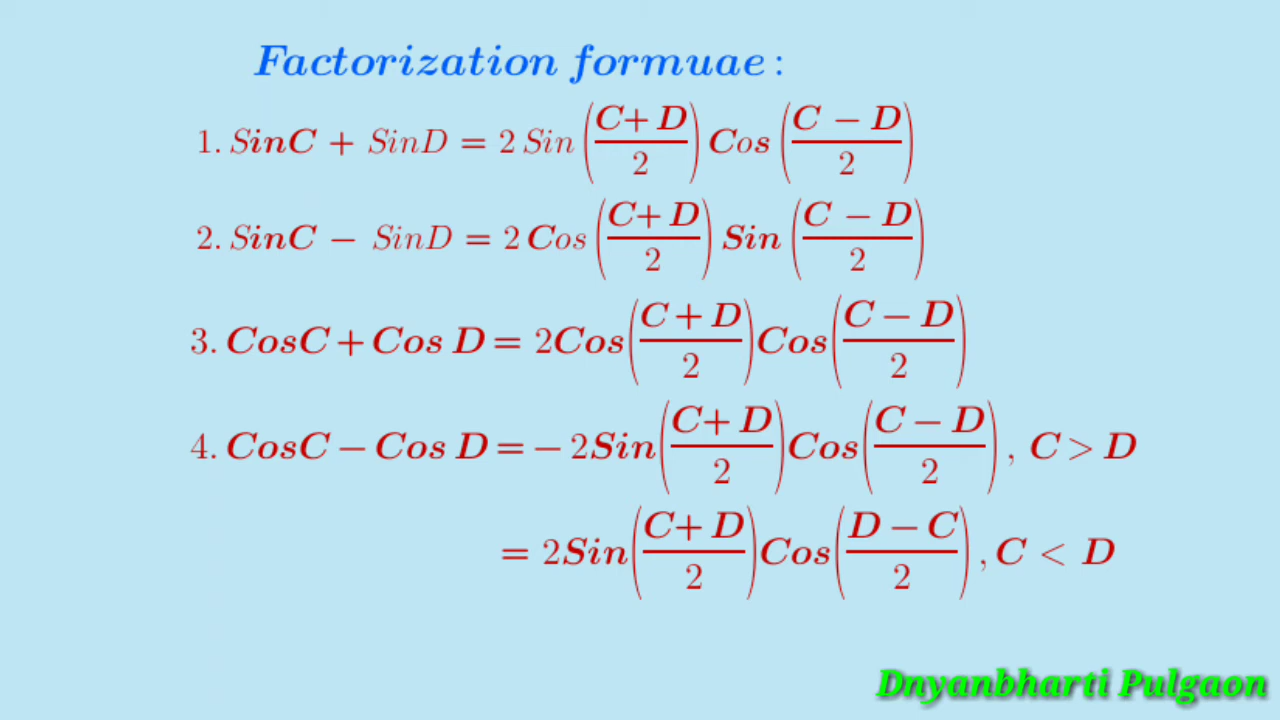 Factorization formuae :
1. SinC + SinD = 2 Sin ( (C + D) / 2 ) Cos ( (C − D) / 2 )
2. SinC − SinD = 2 Cos ( (C + D) / 2 ) Sin ( (C − D) / 2 )
3. CosC + Cos D = 2Cos ( (C + D) / 2 ) Cos ( (C − D) / 2 )
4. CosC − Cos D = − 2Sin ( (C + D) / 2 ) Cos ( (C − D) / 2 ) , C > D
= 2Sin ( (C + D) / 2 ) Cos ( (D − C) / 2 ) , C < D
Dnyanbharti Pulgaon